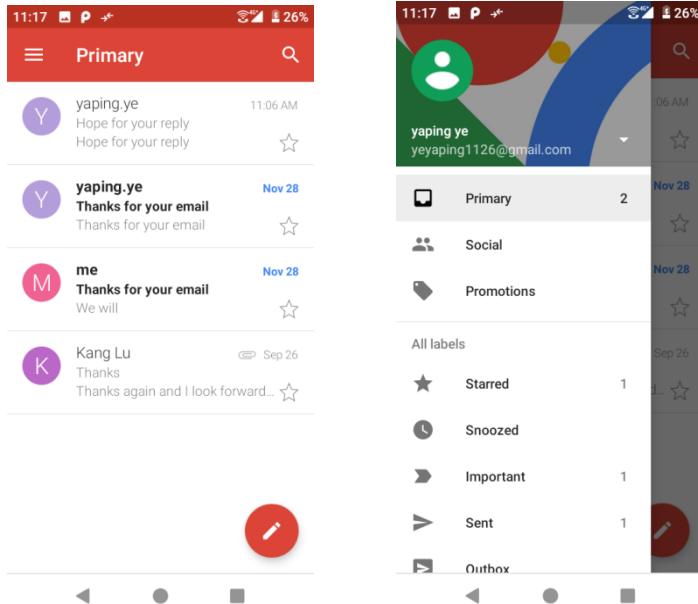 11:17 26%
Primary
Y yaping.ye 11:06 AM
Hope for your reply
Hope for your reply
Y yaping.ye Nov 28
Thanks for your email
Thanks for your email
M me Nov 28
Thanks for your email
We will
K Kang Lu Sep 26
Thanks
Thanks again and I look forward...
11:17 26%
yaping ye
yeyaping1126@gmail.com
:06 AM
Primary 2
Nov 28
Social
Nov 28
Promotions
All labels
Sep 26
Starred 1
Snoozed
Important 1
Sent 1
Outbox